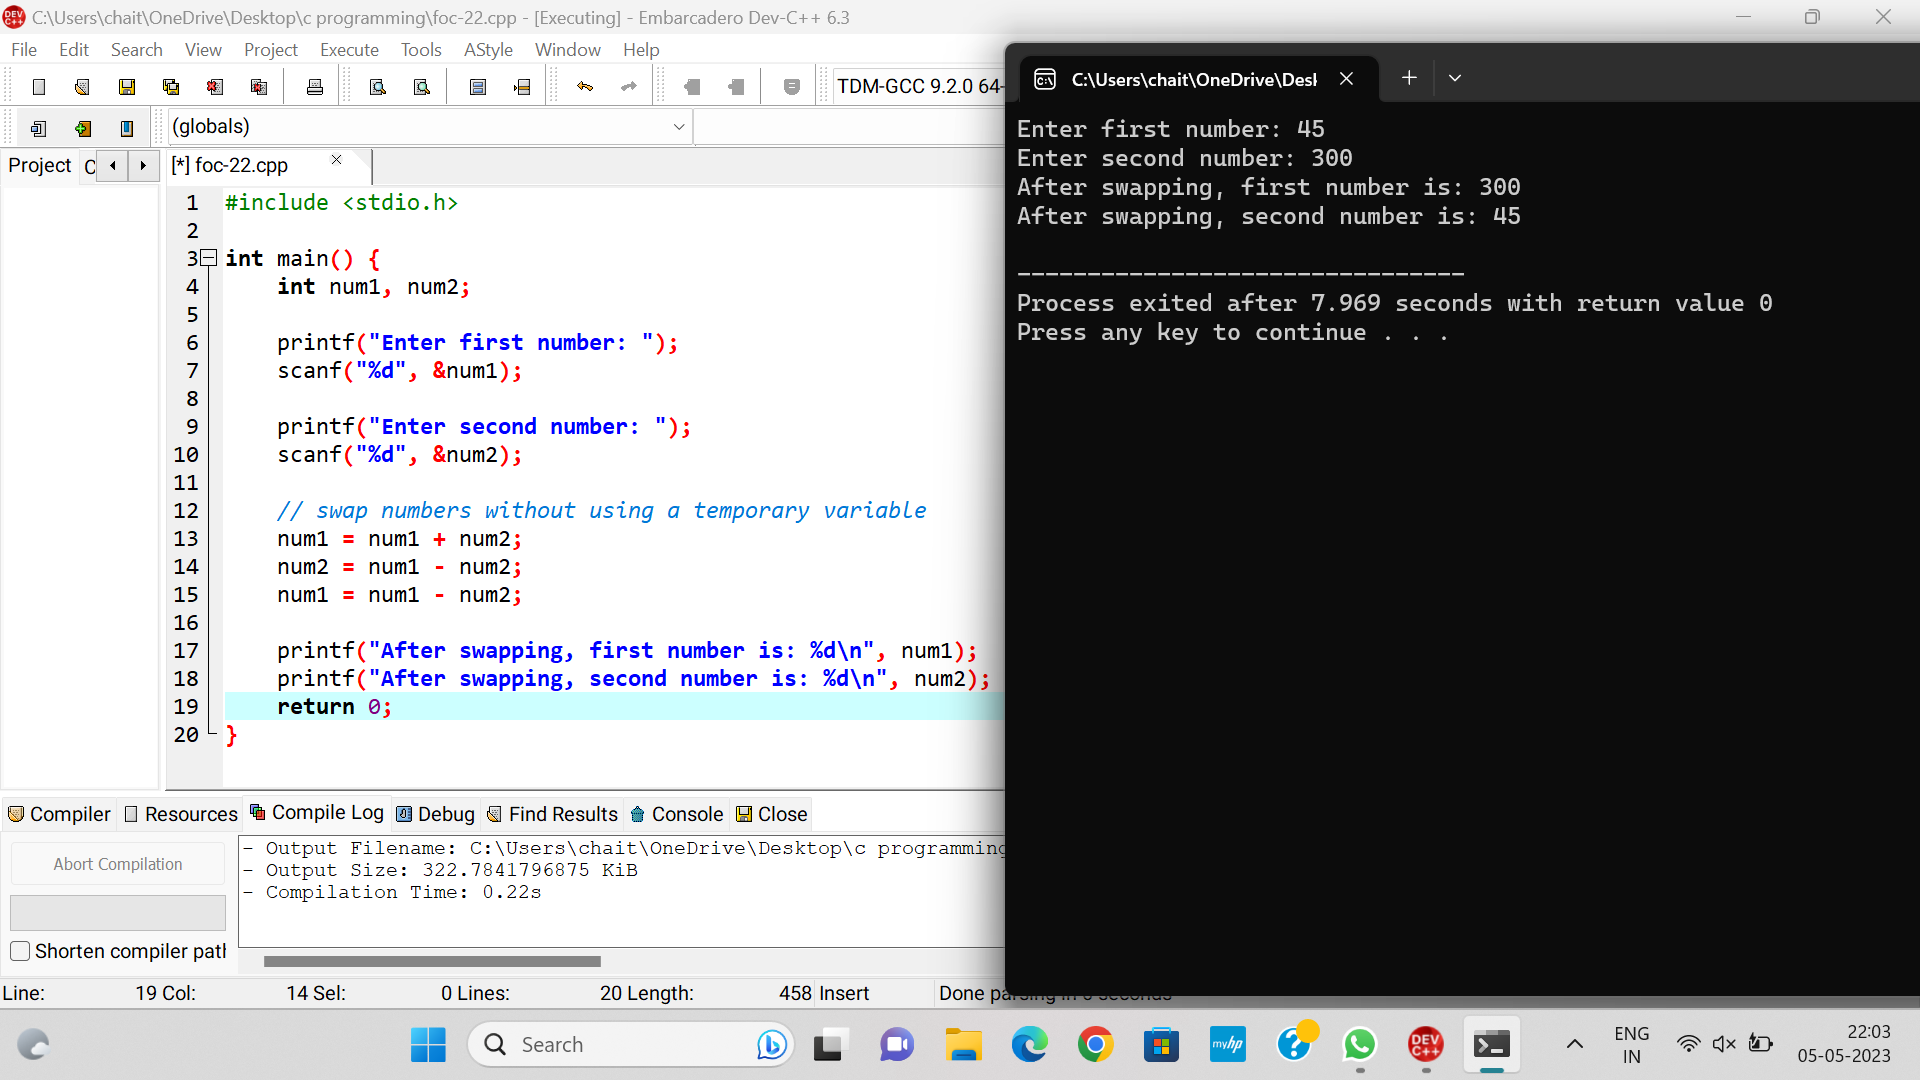 C:\Users\chait\OneDrive\Desktop\c programming\foc-22.cpp - [Executing] - Embarcadero Dev-C++ 6.3
File Edit Search View Project Execute Tools AStyle Window Help
TDM-GCC 9.2.0 64-
(globals)
Project C
[*] foc-22.cpp
1 #include <stdio.h>
2
3 int main() {
4 int num1, num2;
5
6 printf("Enter first number: ");
7 scanf("%d", &num1);
8
9 printf("Enter second number: ");
10 scanf("%d", &num2);
11
12 // swap numbers without using a temporary variable
13 num1 = num1 + num2;
14 num2 = num1 - num2;
15 num1 = num1 - num2;
16
17 printf("After swapping, first number is: %d\n", num1);
18 printf("After swapping, second number is: %d\n", num2);
19 return 0;
20 }
C:\Users\chait\OneDrive\Desk
Enter first number: 45
Enter second number: 300
After swapping, first number is: 300
After swapping, second number is: 45
--------------------------------
Process exited after 7.969 seconds with return value 0
Press any key to continue . . .
Compiler Resources Compile Log Debug Find Results Console Close
Abort Compilation
Shorten compiler path
- Output Filename: C:\Users\chait\OneDrive\Desktop\c programming
- Output Size: 322.7841796875 KiB
- Compilation Time: 0.22s
Line: 19 Col: 14 Sel: 0 Lines: 20 Length: 458 Insert Done parsing in 0 seconds
Search
myhp
DEV C++
ENG
IN
22:03
05-05-2023